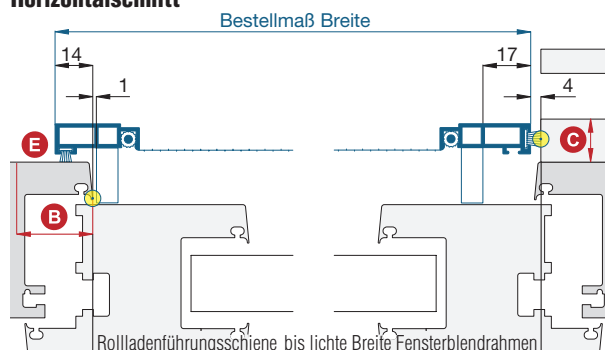 Horizontalschnitt
Bestellmaß Breite
14
17
1
4
E
C
B
Rollladenführungsschiene bis lichte Breite Fensterblendrahmen